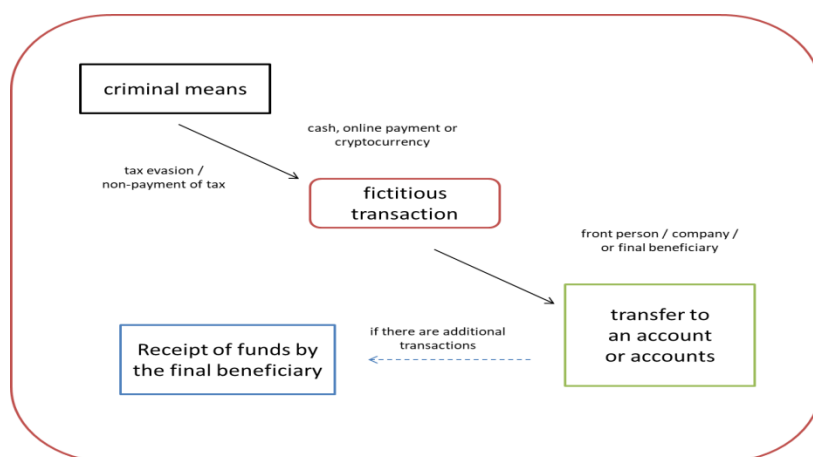 criminal means
cash, online payment or
cryptocurrency
tax evasion /
non-payment of tax
fictitious
transaction
front person / company /
or final beneficiary
transfer to
an account
or accounts
if there are additional
transactions
Receipt of funds by
the final beneficiary